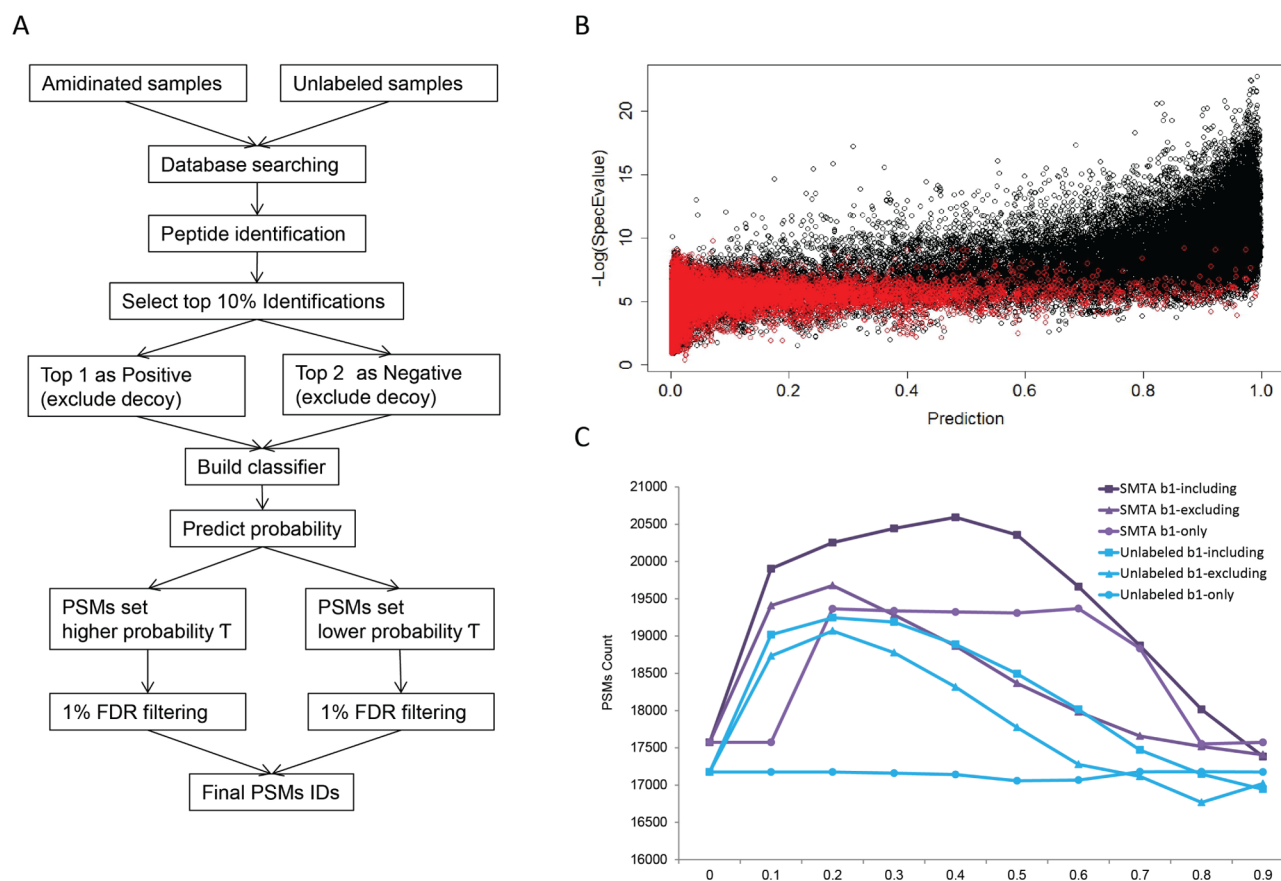 A
Amidinated samples
Unlabeled samples
Database searching
Peptide identification
Select top 10% Identifications
Top 1 as Positive
(exclude decoy)
Top 2 as Negative
(exclude decoy)
Build classifier
Predict probability
PSMs set
higher probability Ƭ
PSMs set
lower probability Ƭ
1% FDR filtering
1% FDR filtering
Final PSMs IDs
B
-Log(SpecEvalue)
20
15
10
5
0
0.0 0.2 0.4 0.6 0.8 1.0
Prediction
C
PSMs Count
21000
20500
20000
19500
19000
18500
18000
17500
17000
16500
16000
0 0.1 0.2 0.3 0.4 0.5 0.6 0.7 0.8 0.9
SMTA b1-including
SMTA b1-excluding
SMTA b1-only
Unlabeled b1-including
Unlabeled b1-excluding
Unlabeled b1-only